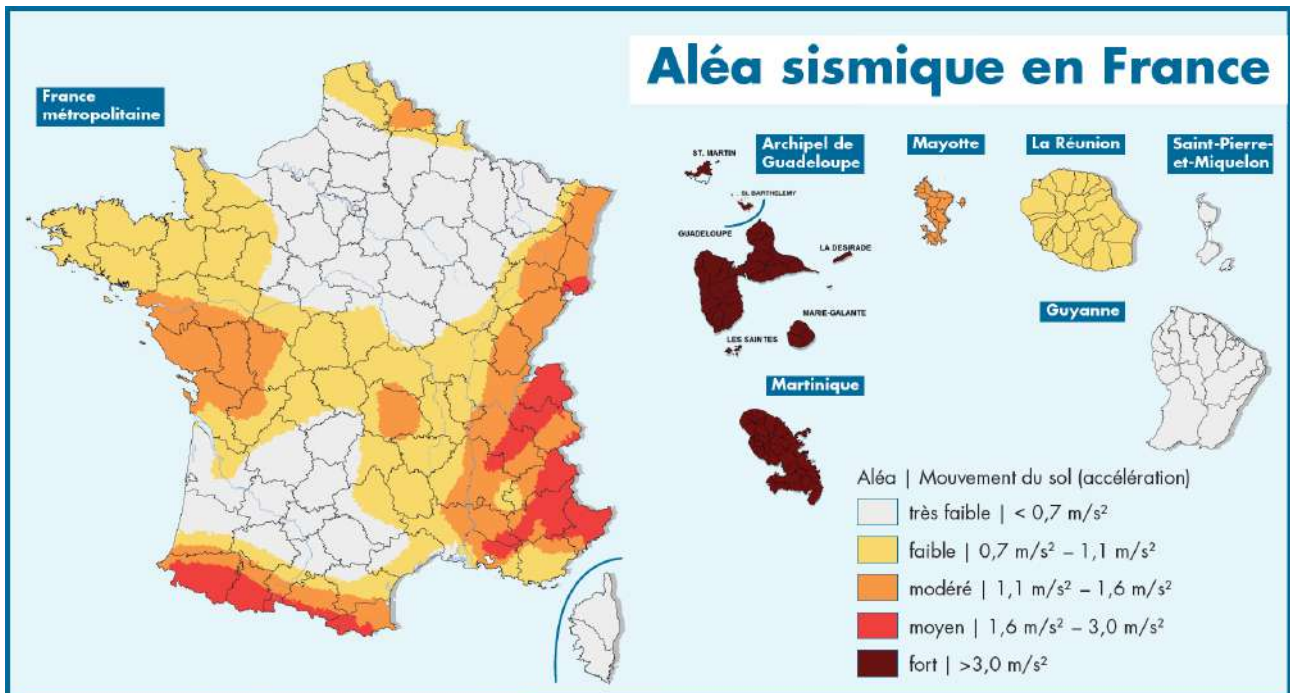 Aléa sismique en France
France
métropolitaine
Archipel de
Guadeloupe
Mayotte
La Réunion
Saint-Pierre-
et-Miquelon
ST. MARTIN
St. BARTHELEMY
GUADELOUPE
LA DESIRADE
MARIE-GALANTE
LES SAINTES
Guyanne
Martinique
Aléa | Mouvement du sol (accélération)
très faible | < 0,7 m/s²
faible | 0,7 m/s² – 1,1 m/s²
modéré | 1,1 m/s² – 1,6 m/s²
moyen | 1,6 m/s² – 3,0 m/s²
fort | >3,0 m/s²